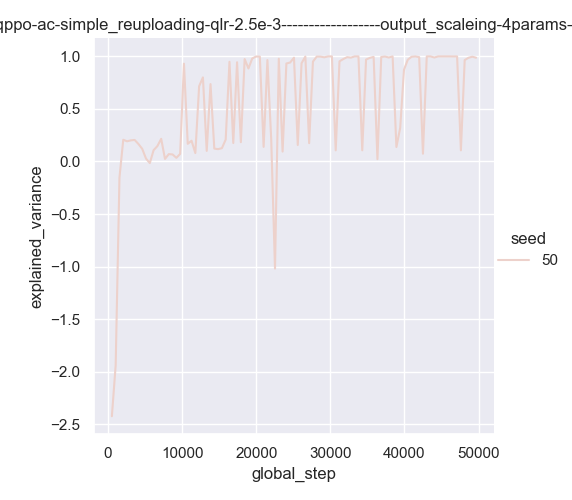 qppo-ac-simple_reuploading-qlr-2.5e-3------------------output_scaleing-4params-
1.0
0.5
0.0
−0.5
−1.0
−1.5
−2.0
−2.5
explained_variance
0 10000 20000 30000 40000 50000
global_step
seed
50